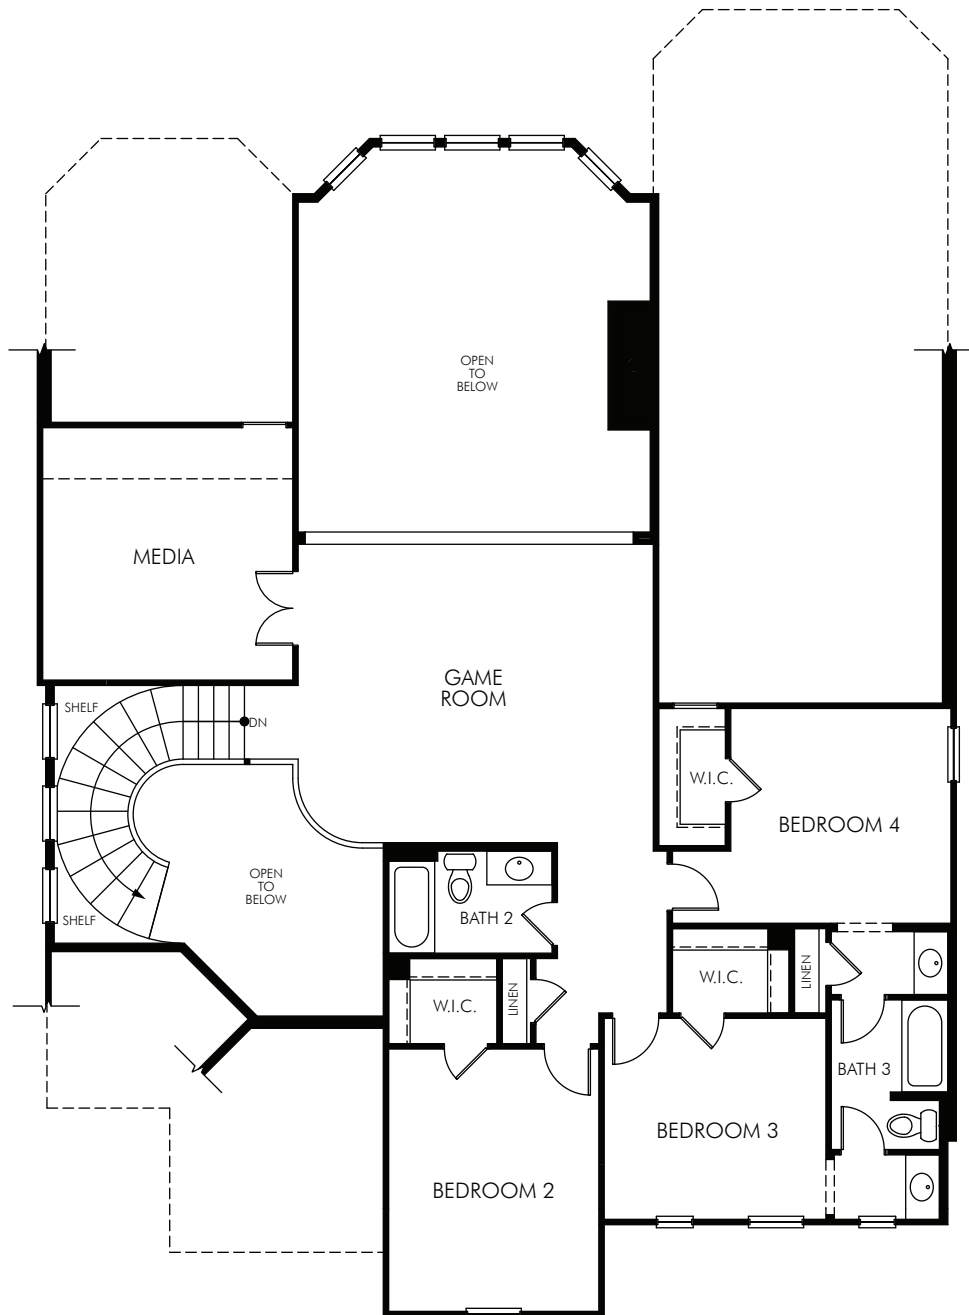 OPEN
TO
BELOW
MEDIA
GAME
ROOM
SHELF
DN
W.I.C.
BEDROOM 4
OPEN
TO
BELOW
SHELF
BATH 2
W.I.C.
LINEN
W.I.C.
LINEN
BATH 3
BEDROOM 3
BEDROOM 2